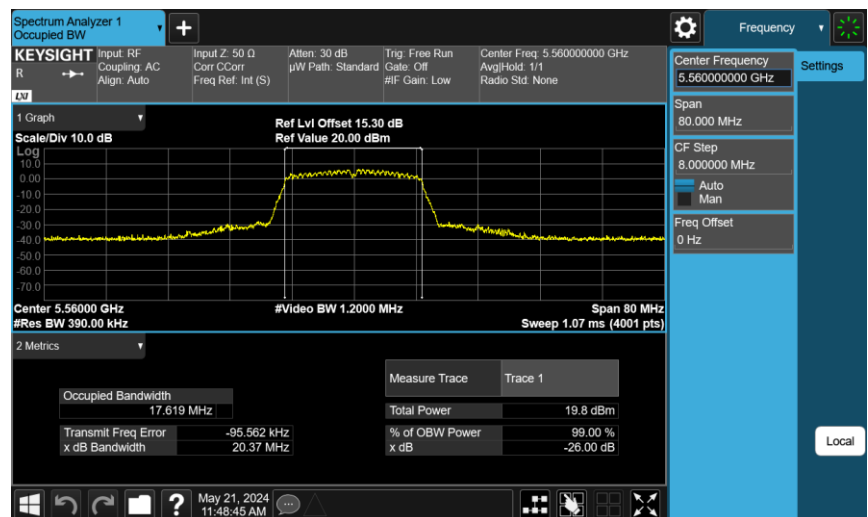 Spectrum Analyzer 1
Occupied BW
+
Frequency
KEYSIGHT
R
LXI
Input: RF
Coupling: AC
Align: Auto
Input Z: 50 Ω
Corr CCorr
Freq Ref: Int (S)
Atten: 30 dB
µW Path: Standard
Trig: Free Run
Gate: Off
#IF Gain: Low
Center Freq: 5.560000000 GHz
Avg|Hold: 1/1
Radio Std: None
Center Frequency
5.560000000 GHz
Settings
Span
80.000 MHz
CF Step
8.000000 MHz
Auto
Man
Freq Offset
0 Hz
Local
1 Graph
Scale/Div 10.0 dB
Ref Lvl Offset 15.30 dB
Ref Value 20.00 dBm
Log
10.0
0.00
-10.0
-20.0
-30.0
-40.0
-50.0
-60.0
-70.0
Center 5.56000 GHz
#Video BW 1.2000 MHz
Span 80 MHz
#Res BW 390.00 kHz
Sweep 1.07 ms (4001 pts)
2 Metrics
Measure Trace Trace 1
Occupied Bandwidth
17.619 MHz
Total Power 19.8 dBm
Transmit Freq Error -95.562 kHz
% of OBW Power 99.00 %
x dB Bandwidth 20.37 MHz
x dB -26.00 dB
?
May 21, 2024
11:48:45 AM